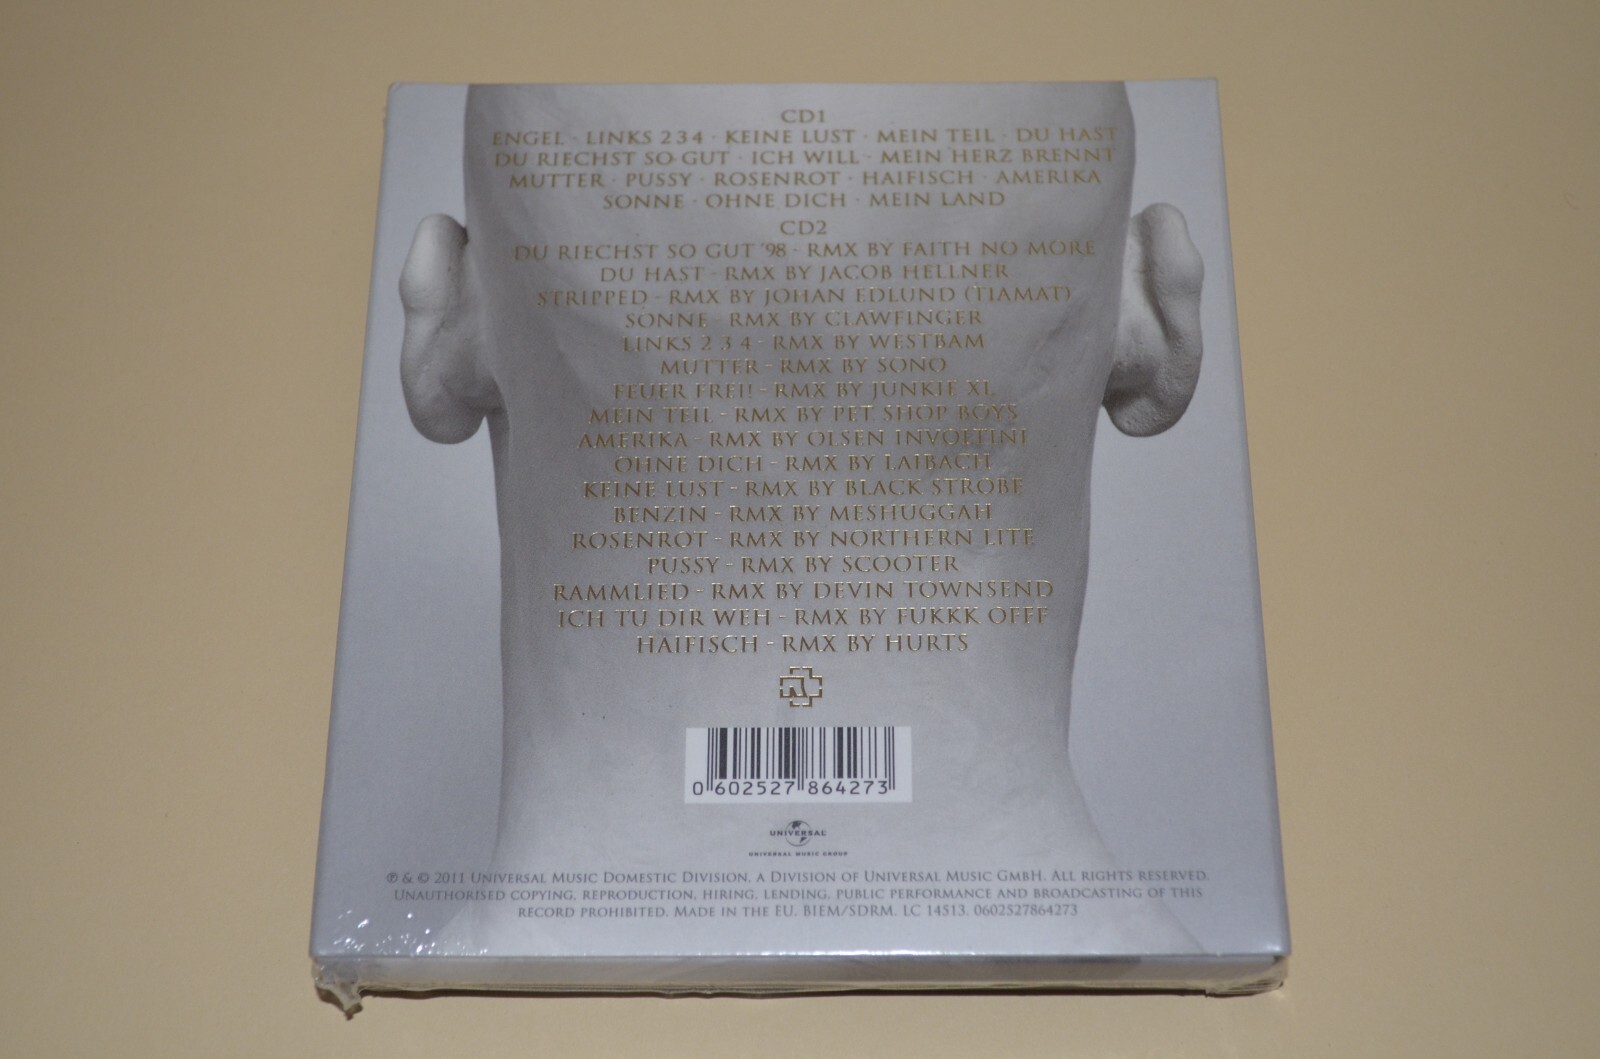 CD1
ENGEL · LINKS 2 3 4 · KEINE LUST · MEIN TEIL · DU HAST
DU RIECHST SO GUT · ICH WILL · MEIN HERZ BRENNT
MUTTER · PUSSY · ROSENROT · HAIFISCH · AMERIKA
SONNE · OHNE DICH · MEIN LAND
CD2
DU RIECHST SO GUT '98 - RMX BY FAITH NO MORE
DU HAST - RMX BY JACOB HELLNER
STRIPPED - RMX BY JOHAN EDLUND (TIAMAT)
SONNE - RMX BY CLAWFINGER
LINKS 2 3 4 - RMX BY WESTBAM
MUTTER - RMX BY SONO
FEUER FREI! - RMX BY JUNKIE XL
MEIN TEIL - RMX BY PET SHOP BOYS
AMERIKA - RMX BY OLSEN INVOLTINI
OHNE DICH - RMX BY LAIBACH
KEINE LUST - RMX BY BLACK STROBE
BENZIN - RMX BY MESHUGGAH
ROSENROT - RMX BY NORTHERN LITE
PUSSY - RMX BY SCOOTER
RAMMLIED - RMX BY DEVIN TOWNSEND
ICH TU DIR WEH - RMX BY FUKKK OFFF
HAIFISCH - RMX BY HURTS
0 602527 864273
UNIVERSAL
UNIVERSAL MUSIC GROUP
℗ & © 2011 UNIVERSAL MUSIC DOMESTIC DIVISION, A DIVISION OF UNIVERSAL MUSIC GMBH. ALL RIGHTS RESERVED.
UNAUTHORISED COPYING, REPRODUCTION, HIRING, LENDING, PUBLIC PERFORMANCE AND BROADCASTING OF THIS
RECORD PROHIBITED. MADE IN THE EU. BIEM/SDRM. LC 14513. 0602527864273